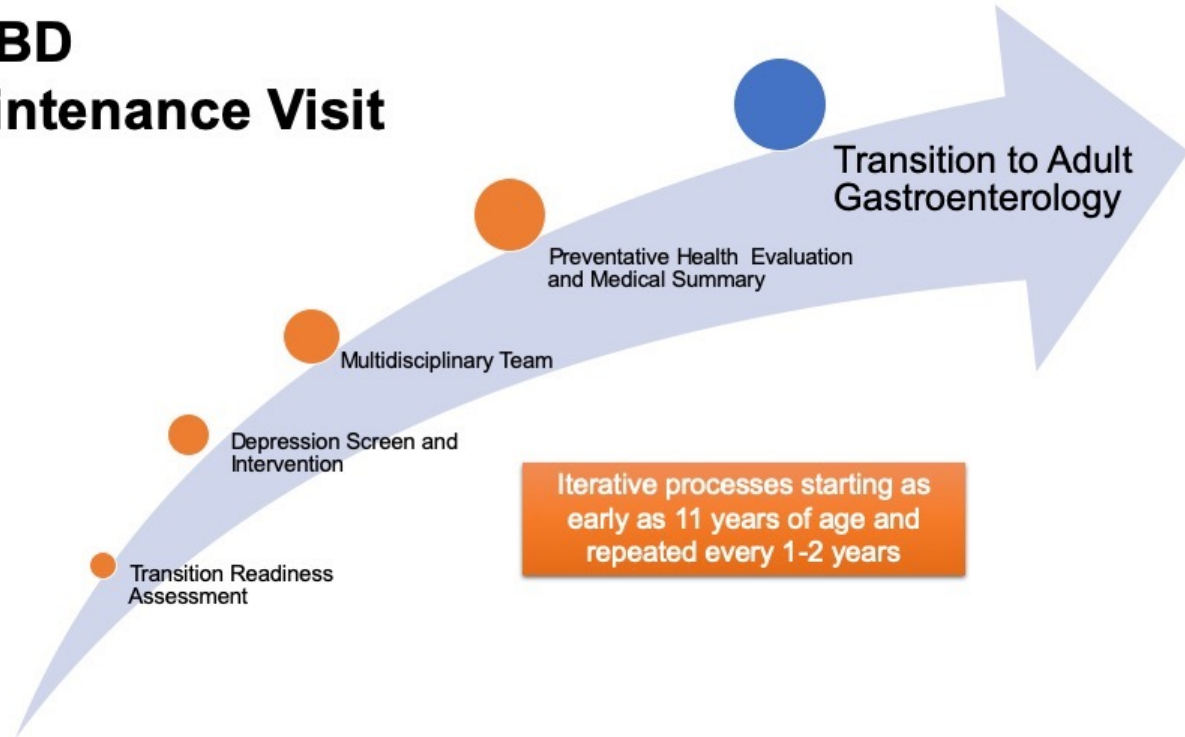 BD
intenance Visit
Transition to Adult
Gastroenterology
Preventative Health Evaluation
and Medical Summary
Multidisciplinary Team
Depression Screen and
Intervention
Transition Readiness
Assessment
Iterative processes starting as
early as 11 years of age and
repeated every 1-2 years